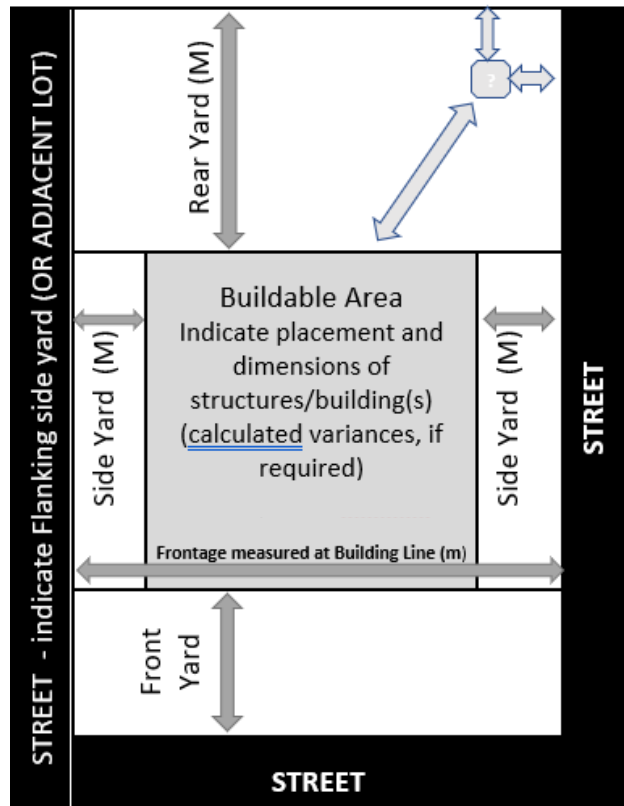 STREET - indicate Flanking side yard (OR ADJACENT LOT)
Rear Yard (M)
?
Buildable Area
Indicate placement and
dimensions of
structures/building(s)
(calculated variances, if
required)
Side Yard (M)
Side Yard (M)
STREET
Frontage measured at Building Line (m)
Front
Yard
STREET